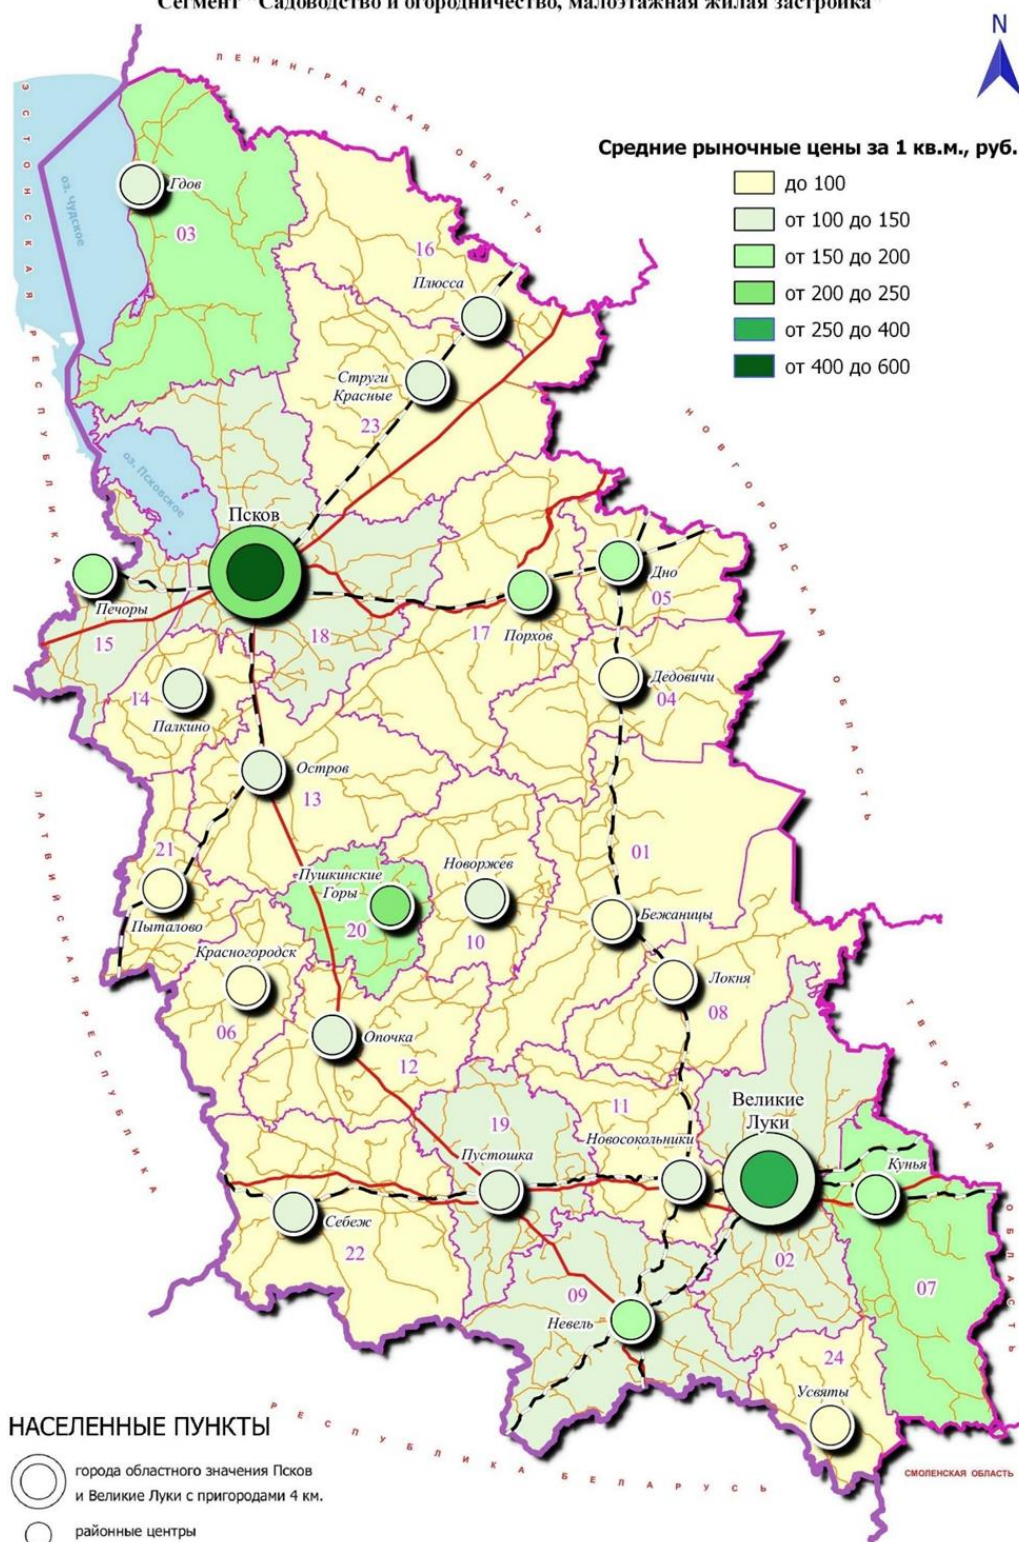 Сегмент "Садоводство и огородничество, малоэтажная жилая застройка"
N
ЛЕНИНГРАДСКАЯ ОБЛАСТЬ
ЭСТОНСКАЯ РЕСПУБЛИКА
Средние рыночные цены за 1 кв.м., руб.
до 100
от 100 до 150
от 150 до 200
от 200 до 250
от 250 до 400
от 400 до 600
оз. Чудское
Гдов
03
16
Плюсса
Струги
Красные
23
НОВГОРОДСКАЯ ОБЛАСТЬ
оз. Псковское
Псков
Печоры
15
18
17
Порхов
Дно
05
14
Палкино
Дедовичи
04
Остров
13
ЛАТВИЙСКАЯ РЕСПУБЛИКА
21
Пыталово
Пушкинские
Горы
20
Новоржев
10
01
Бежаницы
Красногородск
06
Локня
08
Опочка
12
ТВЕРСКАЯ ОБЛАСТЬ
19
Пустошка
11
Новосокольники
Великие
Луки
Кунья
Себеж
22
02
07
09
Невель
24
Усвяты
РЕСПУБЛИКА БЕЛАРУСЬ
СМОЛЕНСКАЯ ОБЛАСТЬ
НАСЕЛЕННЫЕ ПУНКТЫ
города областного значения Псков
и Великие Луки с пригородами 4 км.
районные центры